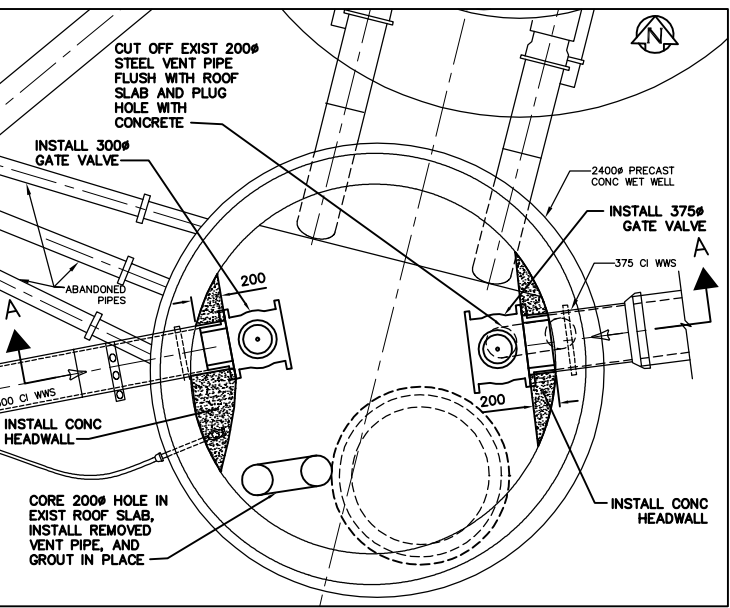 CUT OFF EXIST 200ø
STEEL VENT PIPE
FLUSH WITH ROOF
SLAB AND PLUG
HOLE WITH
CONCRETE
N
INSTALL 300ø
GATE VALVE
2400ø PRECAST
CONC WET WELL
INSTALL 375ø
GATE VALVE
A
375 CI WWS
200
ABANDONED
PIPES
A
200
00 CI WWS
INSTALL CONC
HEADWALL
CORE 200ø HOLE IN
EXIST ROOF SLAB,
INSTALL REMOVED
VENT PIPE, AND
GROUT IN PLACE
INSTALL CONC
HEADWALL